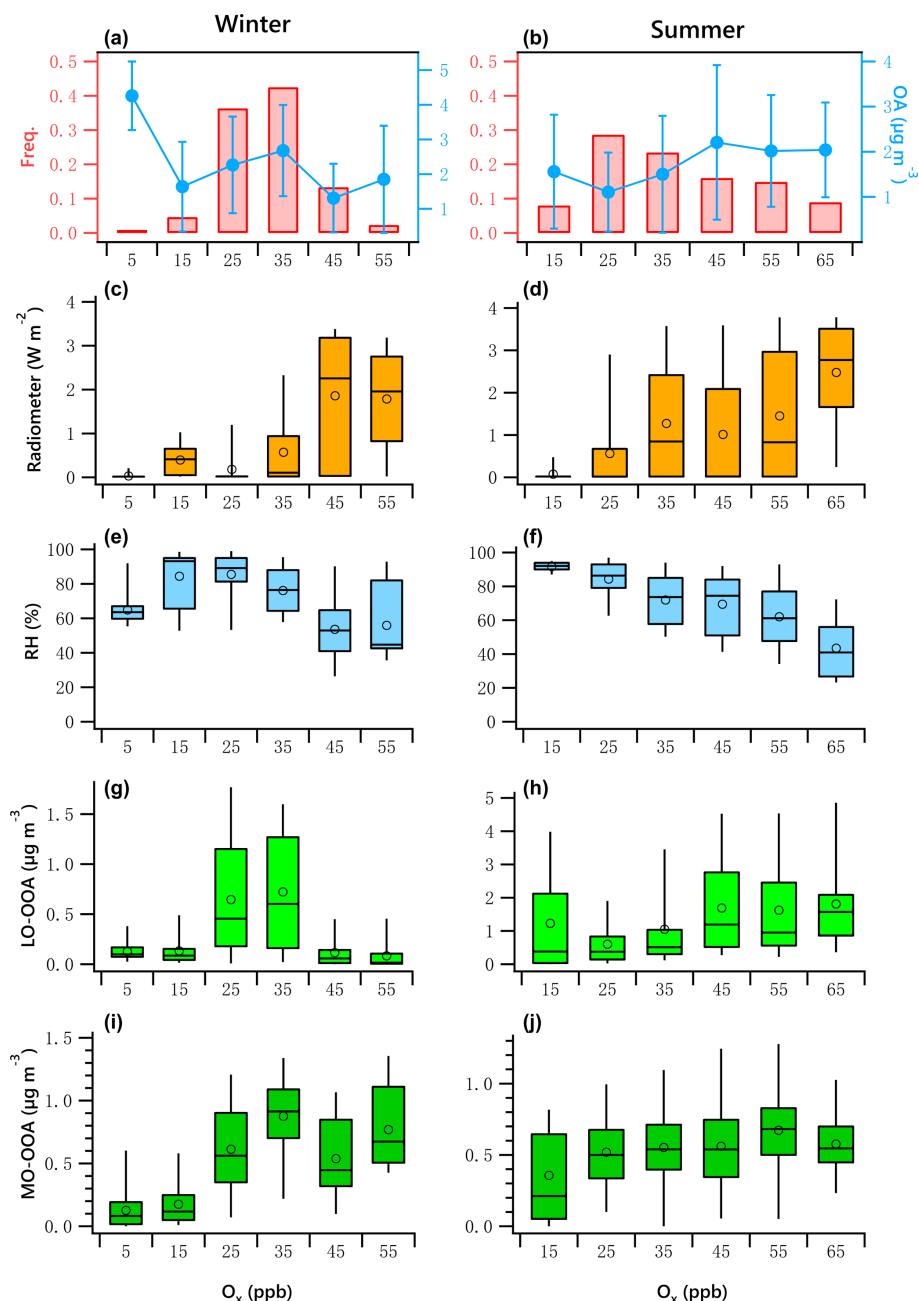 Winter
Summer
(a)
(b)
0.5
0.4
0.3
0.2
0.1
0.0
Freq.
5
4
3
2
1
5 15 25 35 45 55
0.5
0.4
0.3
0.2
0.1
0.0
4
3
2
1
OA (µg m⁻³)
15 25 35 45 55 65
(c)
(d)
Radiometer (W m⁻²)
4
3
2
1
0
5 15 25 35 45 55
4
3
2
1
0
15 25 35 45 55 65
(e)
(f)
RH (%)
100
80
60
40
20
0
5 15 25 35 45 55
100
80
60
40
20
0
15 25 35 45 55 65
(g)
(h)
LO-OOA (µg m⁻³)
1.5
1.0
0.5
0.0
5 15 25 35 45 55
5
4
3
2
1
0
15 25 35 45 55 65
(i)
(j)
MO-OOA (µg m⁻³)
1.5
1.0
0.5
0.0
5 15 25 35 45 55
1.0
0.5
0.0
15 25 35 45 55 65
Oₓ (ppb)
Oₓ (ppb)